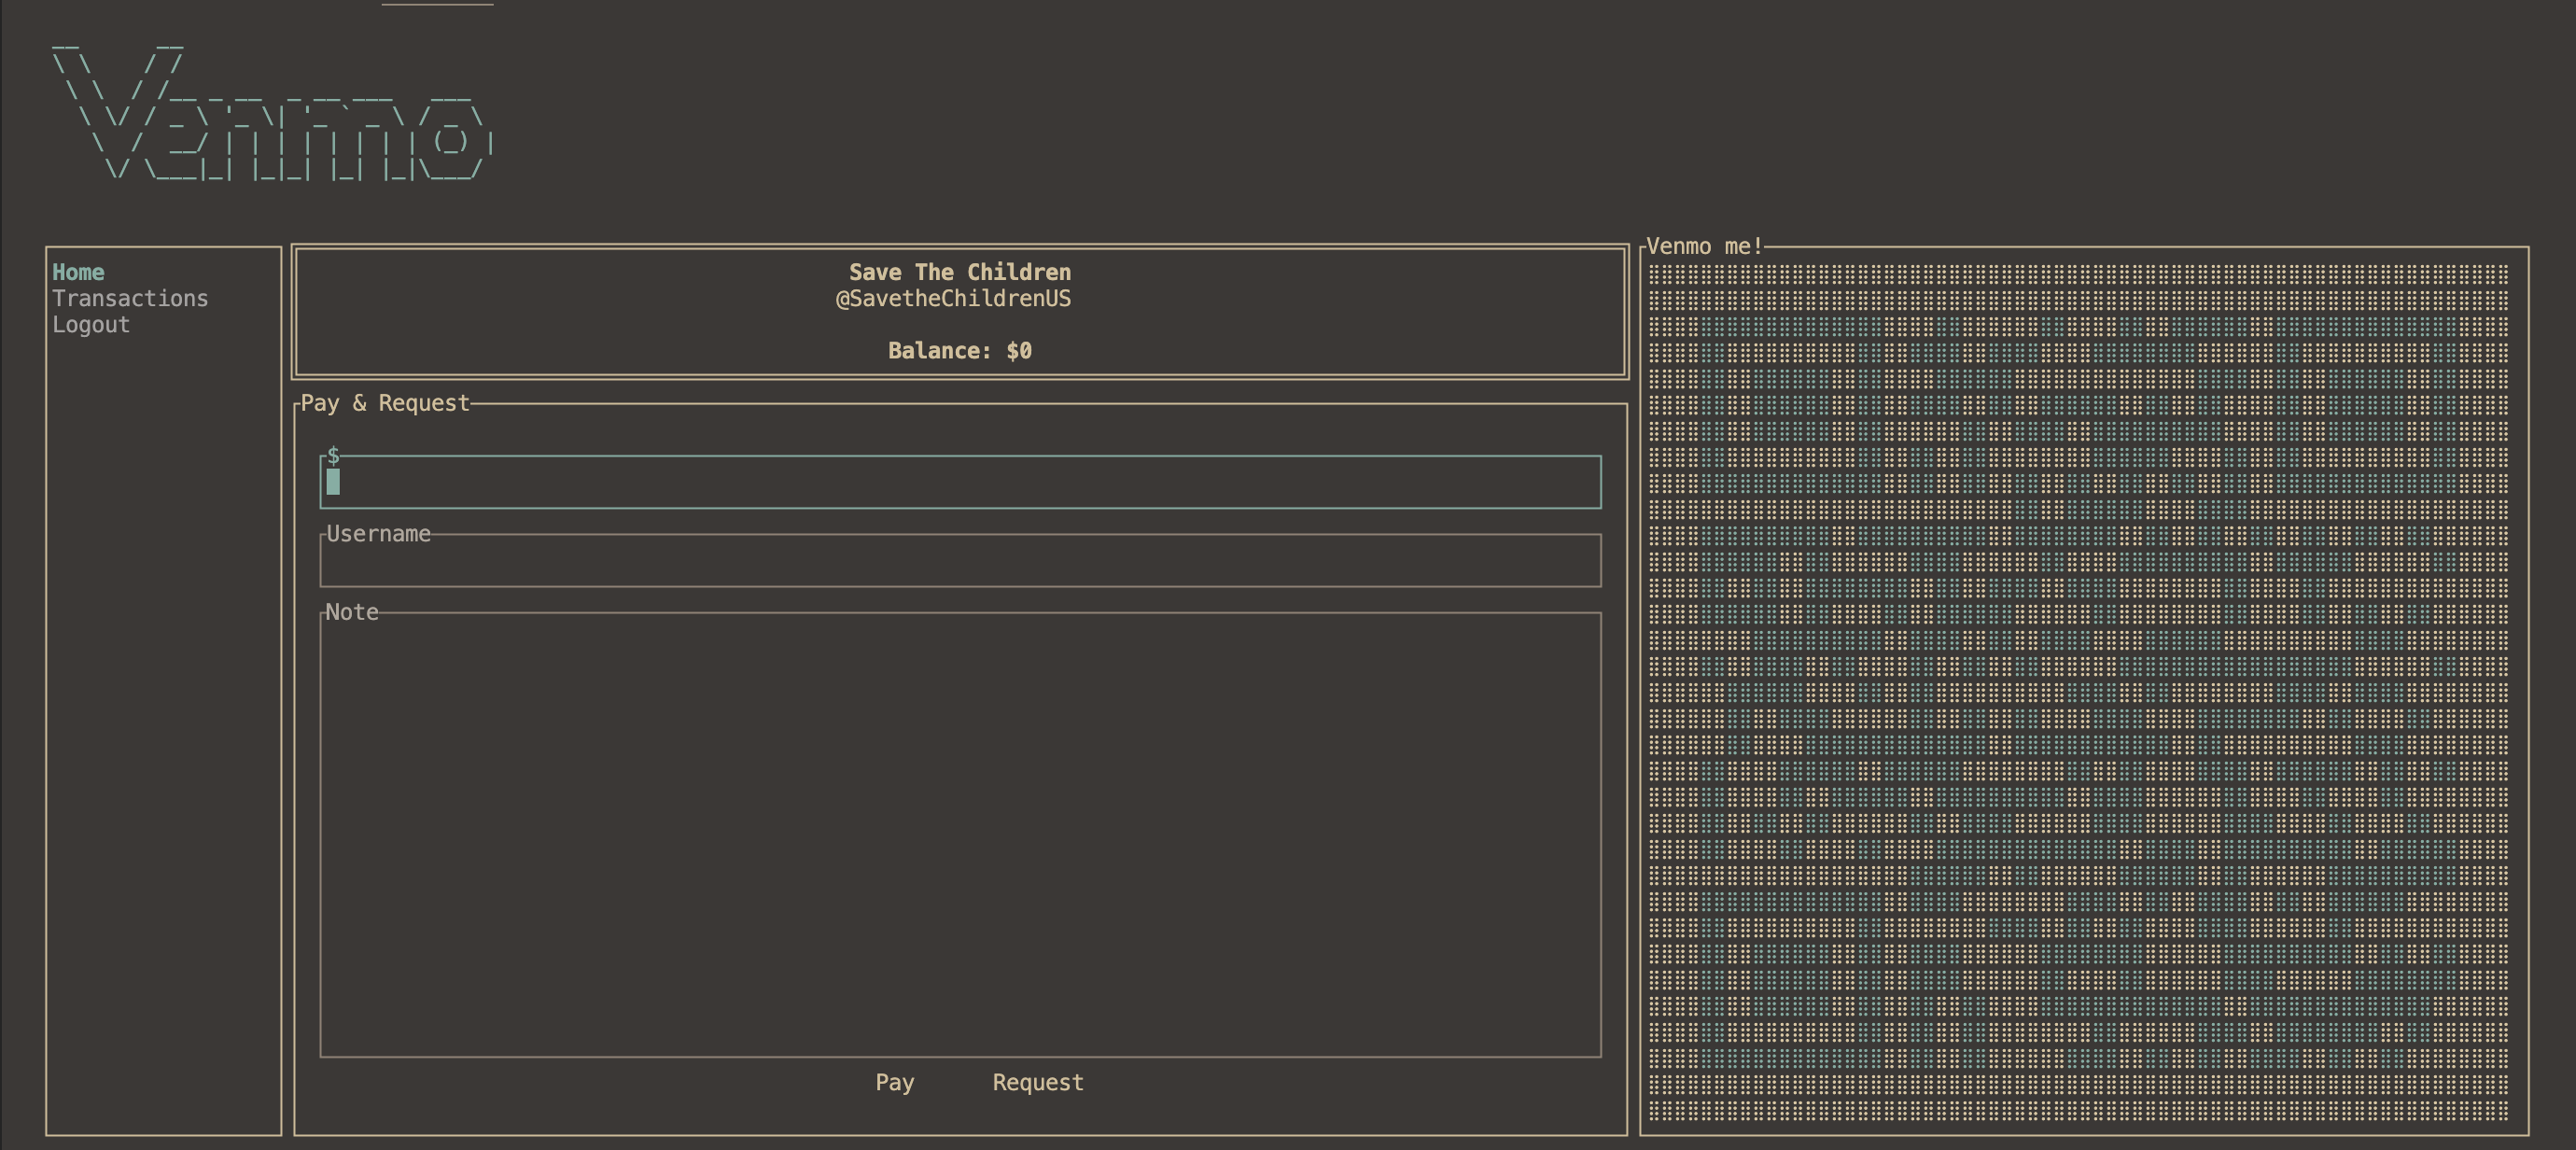 Venmo
Home
Transactions
Logout
Save The Children
@SavetheChildrenUS
Balance: $0
Pay & Request
$
Username
Note
Pay
Request
Venmo me!